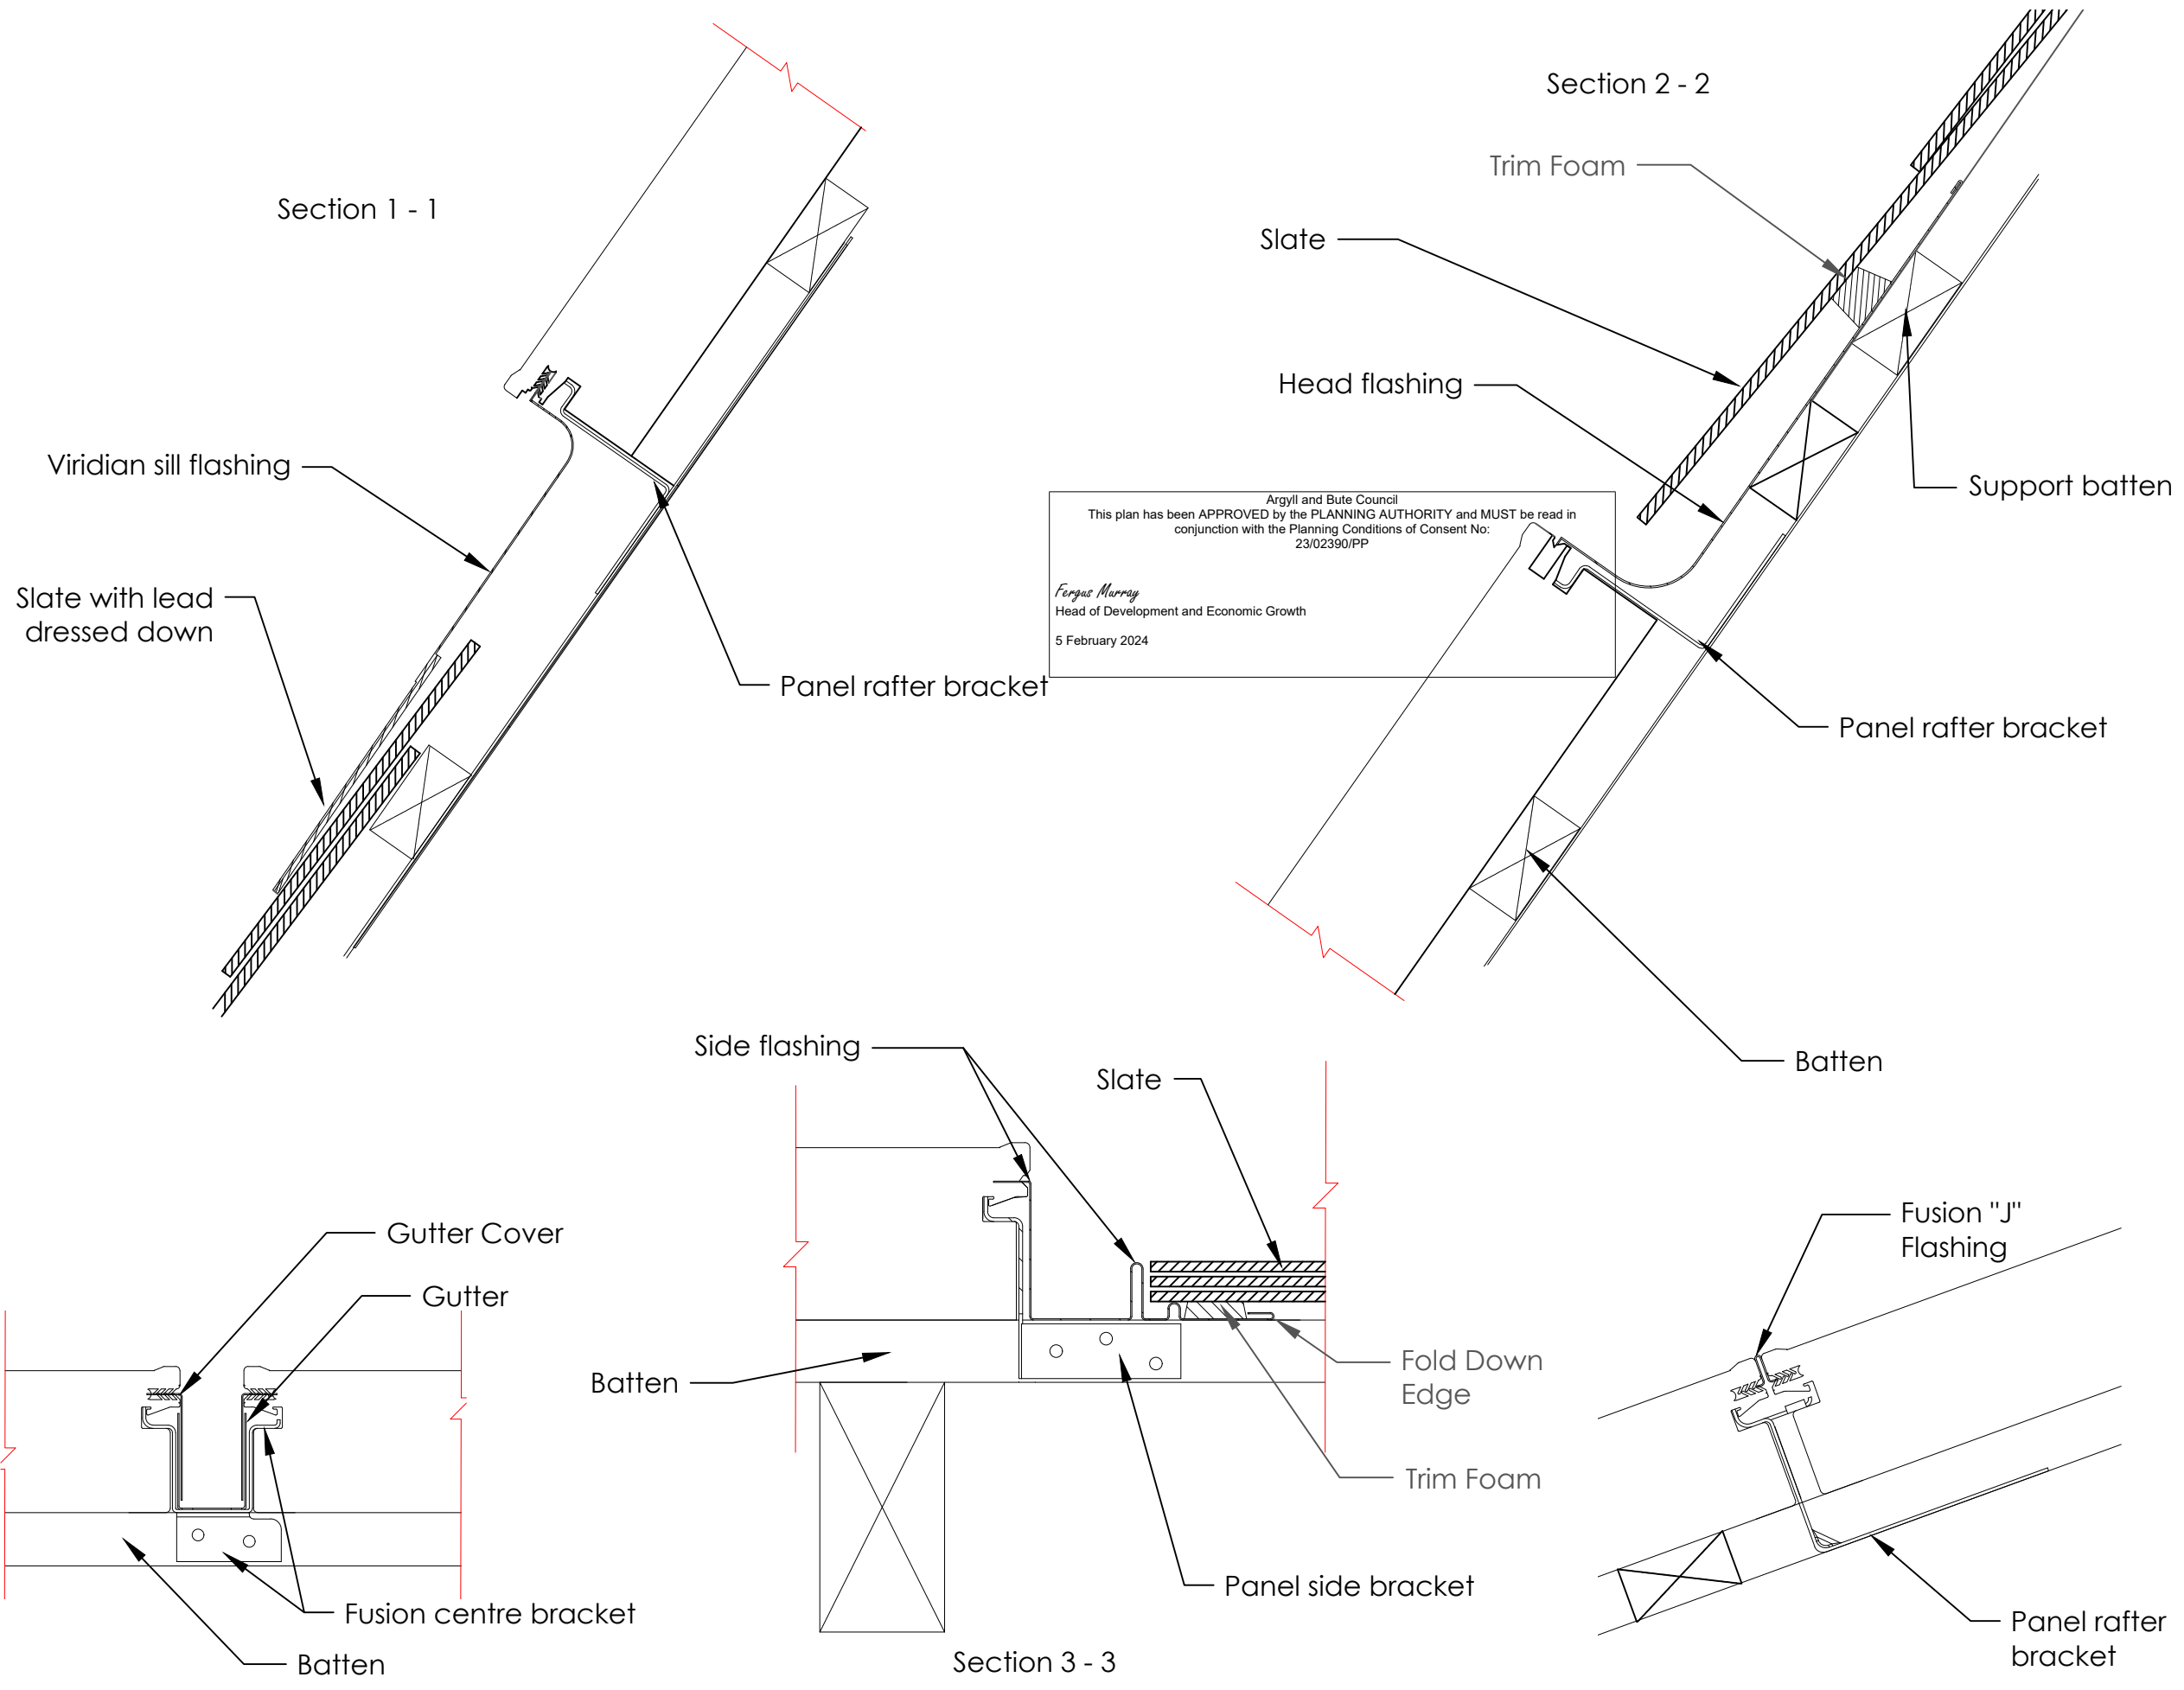 Section 1 - 1
Viridian sill flashing
Slate with lead
dressed down
Panel rafter bracket
Section 2 - 2
Trim Foam
Slate
Head flashing
Support batten
Argyll and Bute Council
This plan has been APPROVED by the PLANNING AUTHORITY and MUST be read in
conjunction with the Planning Conditions of Consent No:
23/02390/PP
Fergus Murray
Head of Development and Economic Growth
5 February 2024
Panel rafter bracket
Batten
Gutter Cover
Gutter
Fusion centre bracket
Batten
Side flashing
Slate
Batten
Fold Down
Edge
Trim Foam
Panel side bracket
Section 3 - 3
Fusion "J"
Flashing
Panel rafter
bracket